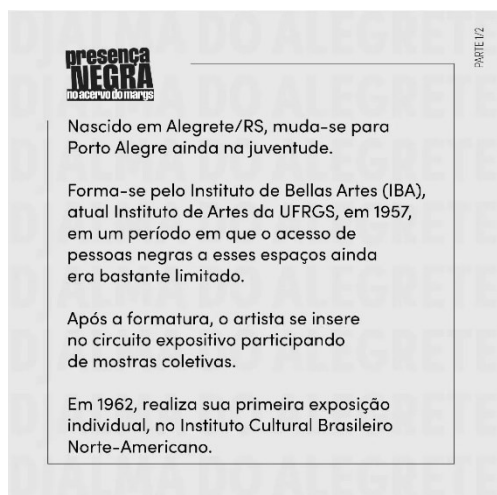 presença
NEGRA
no acervo do margs
PARTE 1/2
Nascido em Alegrete/RS, muda-se para
Porto Alegre ainda na juventude.
Forma-se pelo Instituto de Bellas Artes (IBA),
atual Instituto de Artes da UFRGS, em 1957,
em um período em que o acesso de
pessoas negras a esses espaços ainda
era bastante limitado.
Após a formatura, o artista se insere
no circuito expositivo participando
de mostras coletivas.
Em 1962, realiza sua primeira exposição
individual, no Instituto Cultural Brasileiro
Norte-Americano.
DJALMA DO ALEGRETE